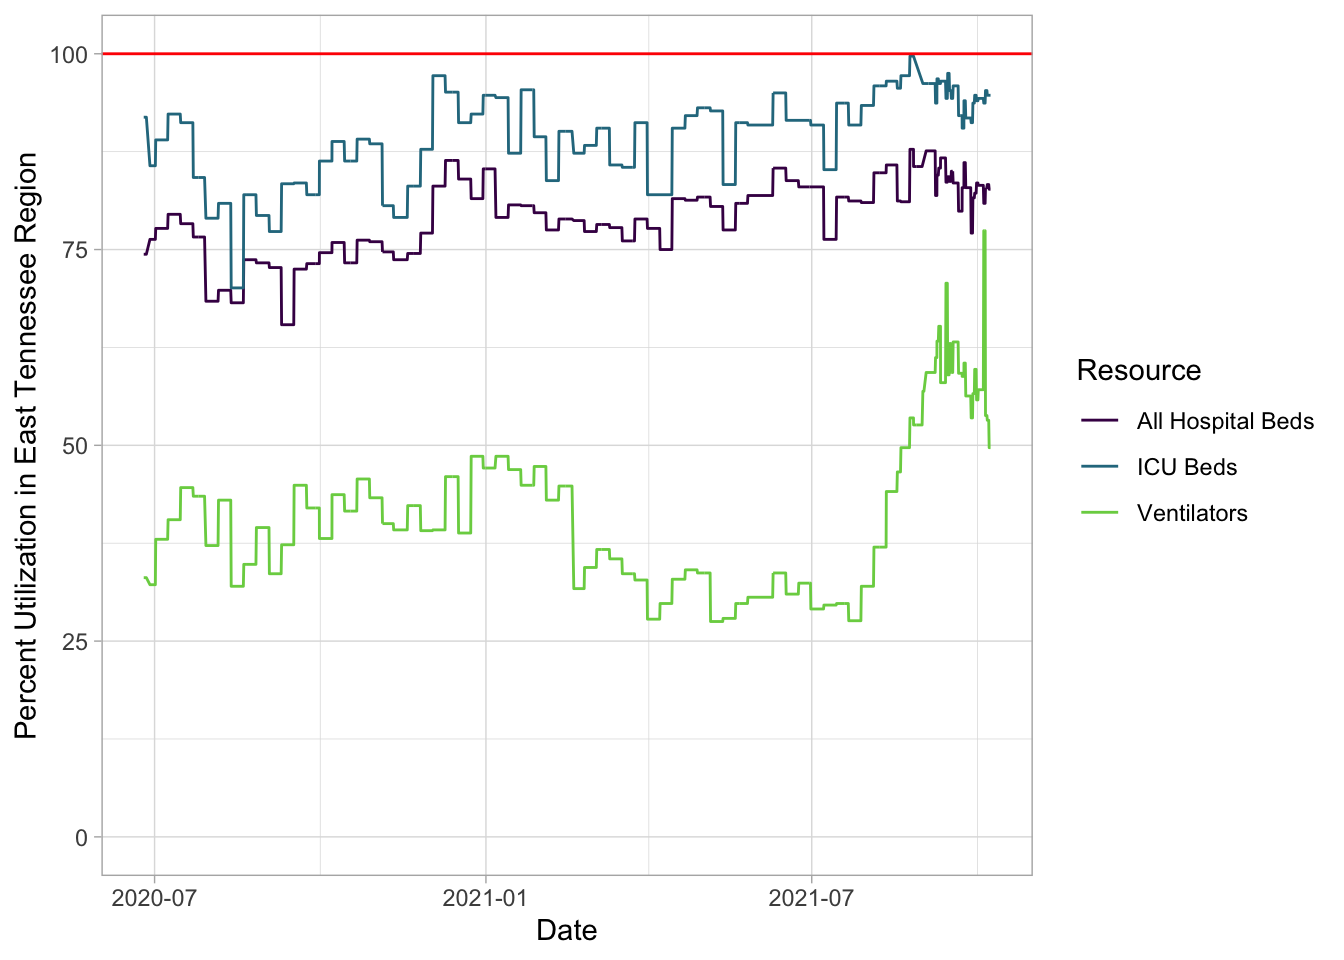 Percent Utilization in East Tennessee Region
100
75
50
25
0
2020-07
2021-01
2021-07
Date
Resource
All Hospital Beds
ICU Beds
Ventilators